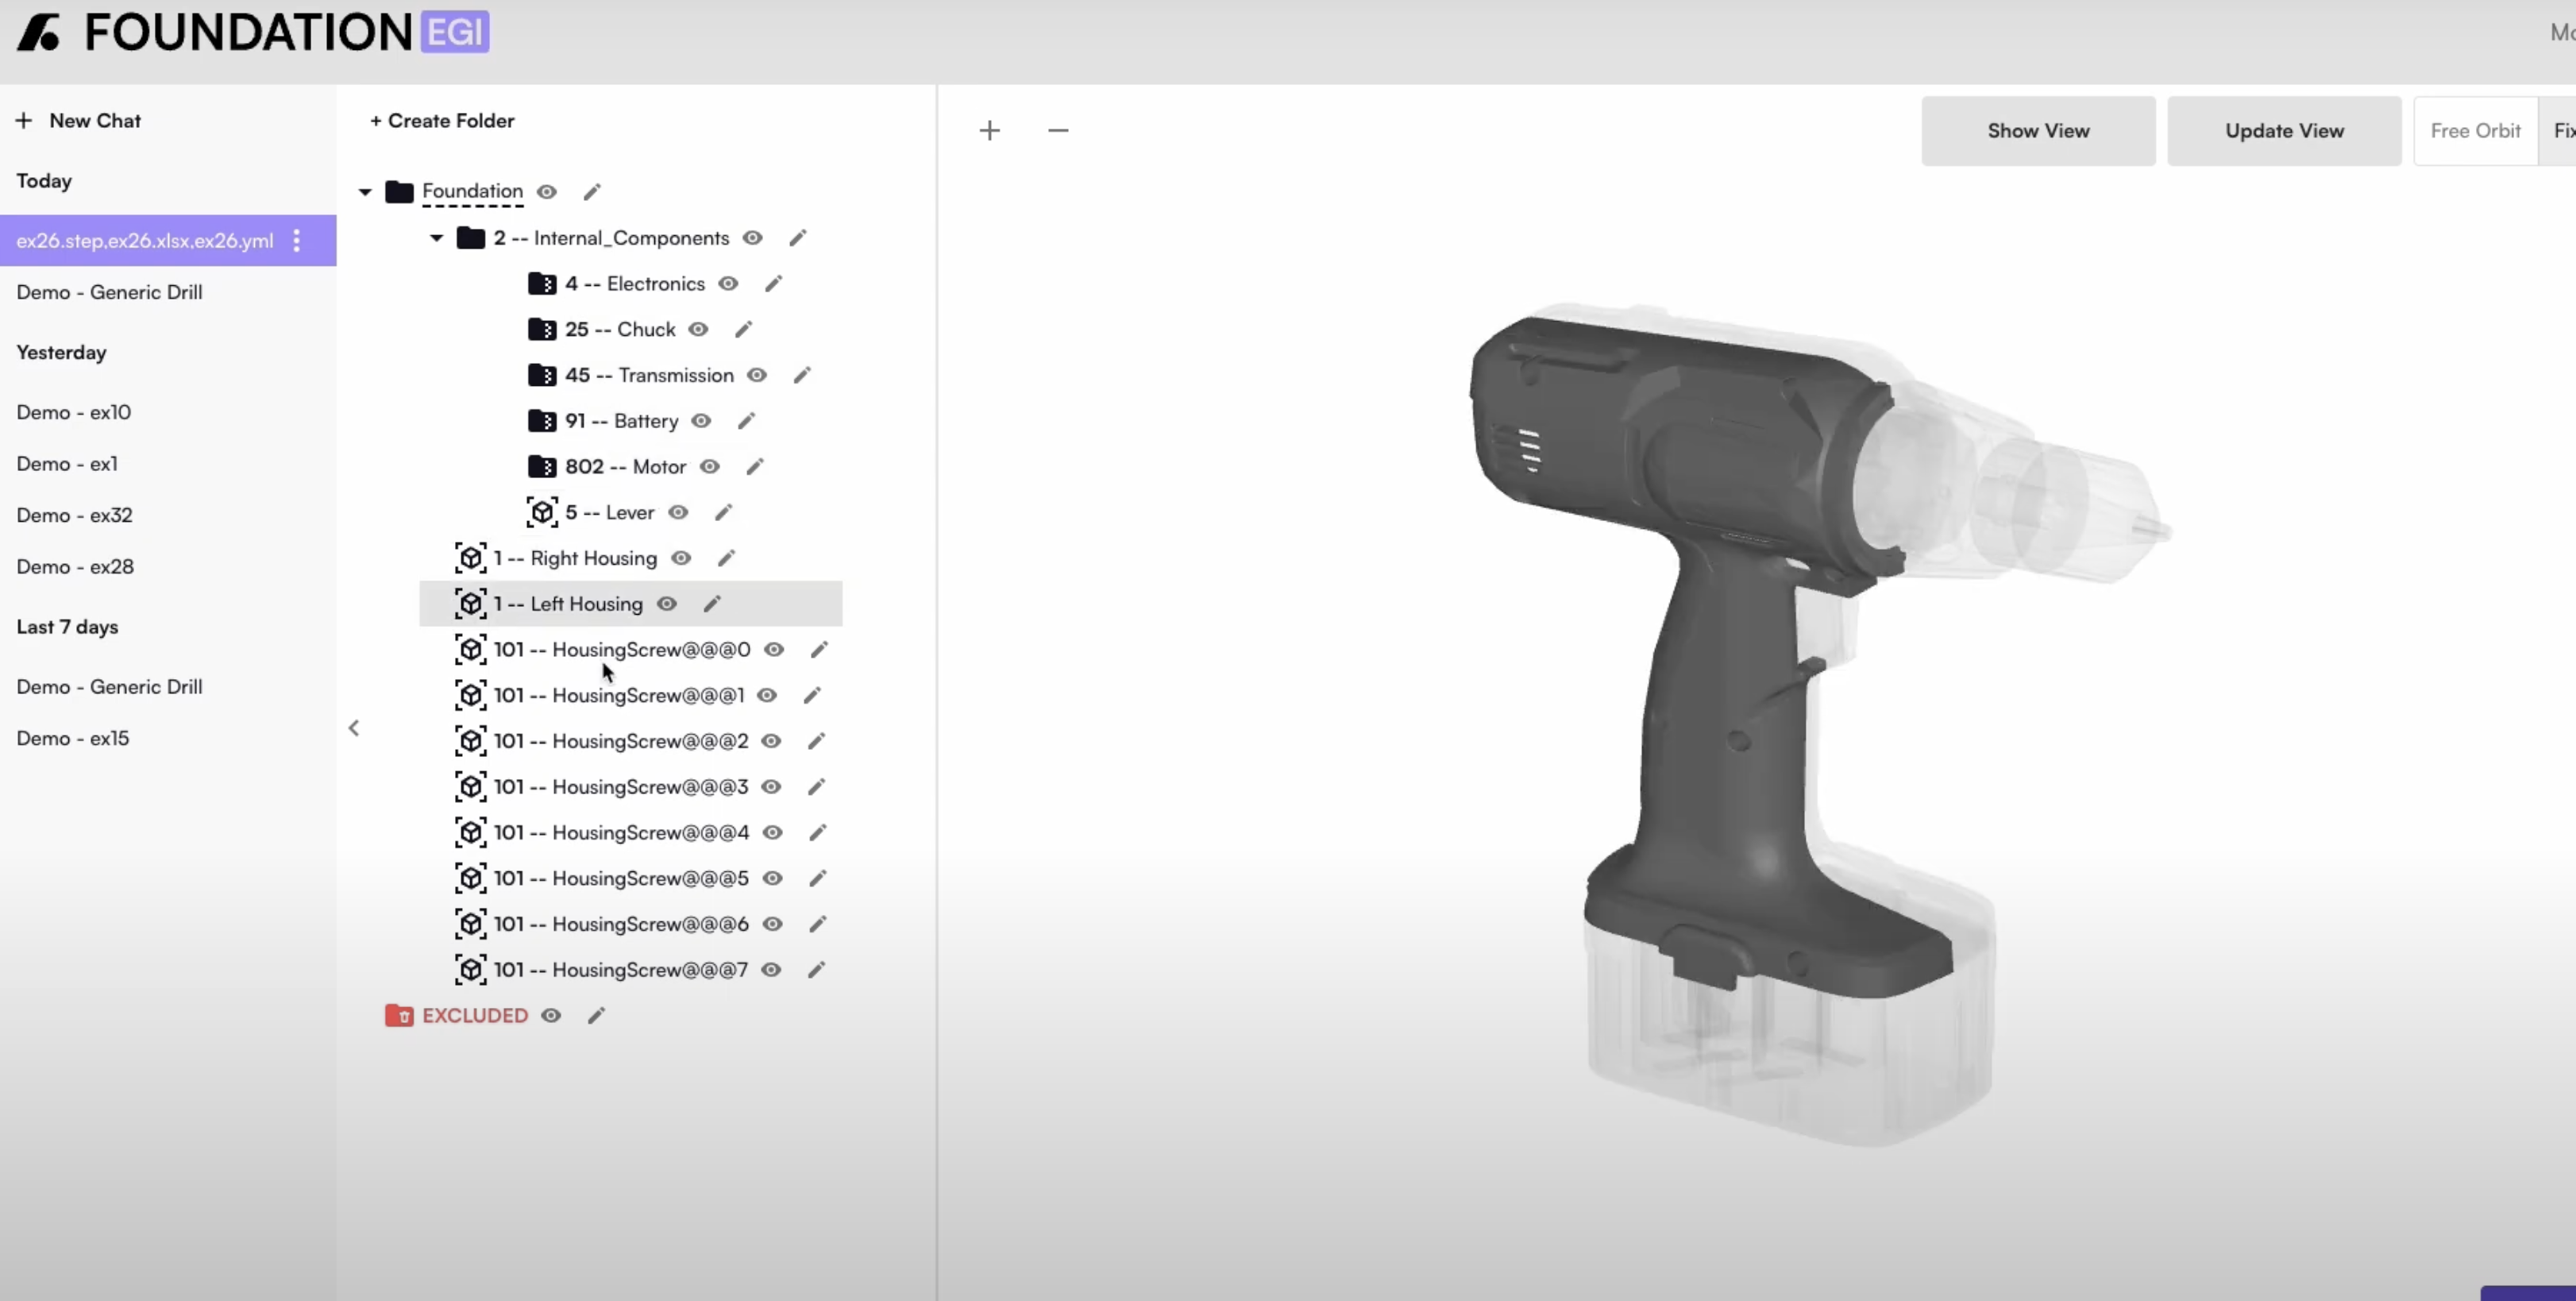 FOUNDATION EGI
+ New Chat
Today
ex26.step,ex26.xlsx,ex26.yml
Demo - Generic Drill
Yesterday
Demo - ex10
Demo - ex1
Demo - ex32
Demo - ex28
Last 7 days
Demo - Generic Drill
Demo - ex15
+ Create Folder
Foundation
2 -- Internal_Components
4 -- Electronics
25 -- Chuck
45 -- Transmission
91 -- Battery
802 -- Motor
5 -- Lever
1 -- Right Housing
1 -- Left Housing
101 -- HousingScrew@@@0
101 -- HousingScrew@@@1
101 -- HousingScrew@@@2
101 -- HousingScrew@@@3
101 -- HousingScrew@@@4
101 -- HousingScrew@@@5
101 -- HousingScrew@@@6
101 -- HousingScrew@@@7
EXCLUDED
Show View
Update View
Free Orbit